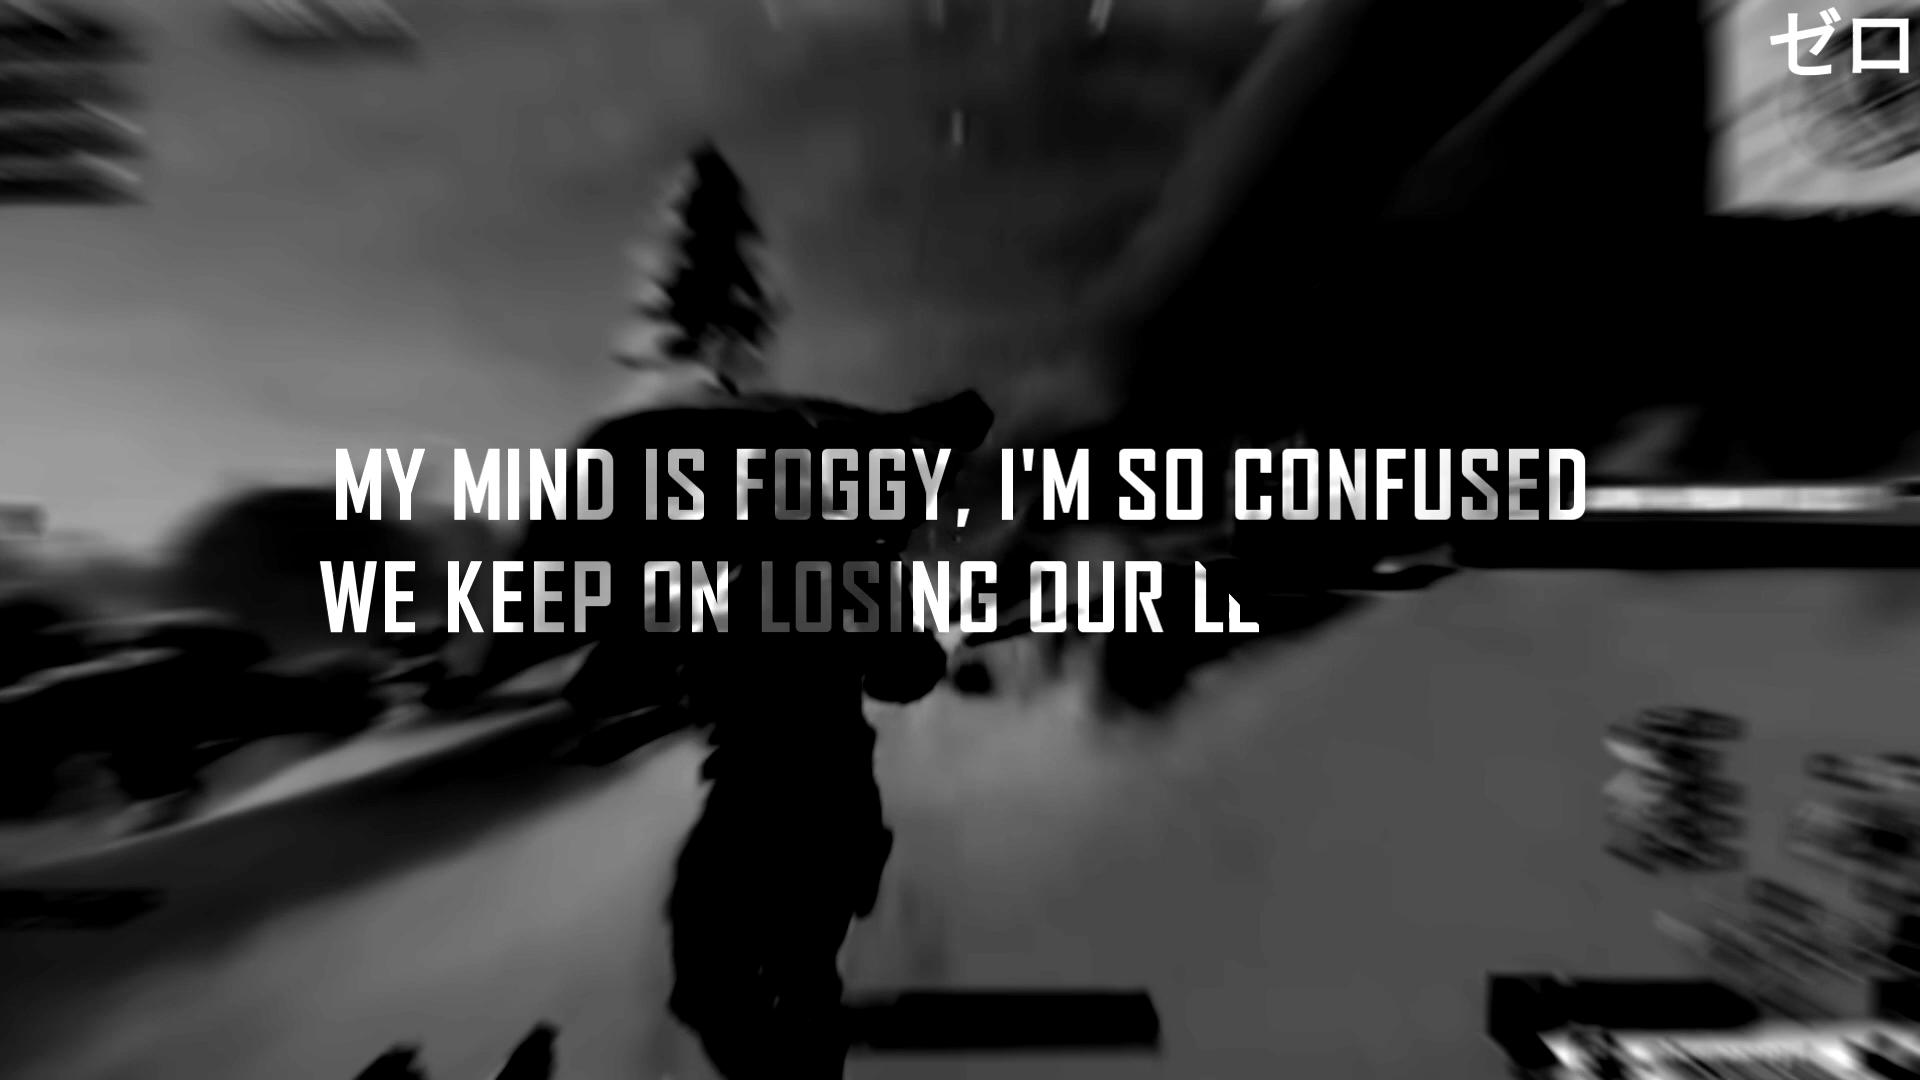 ゼロ
MY MIND IS FOGGY, I'M SO CONFUSED
WE KEEP ON LOSING OUR